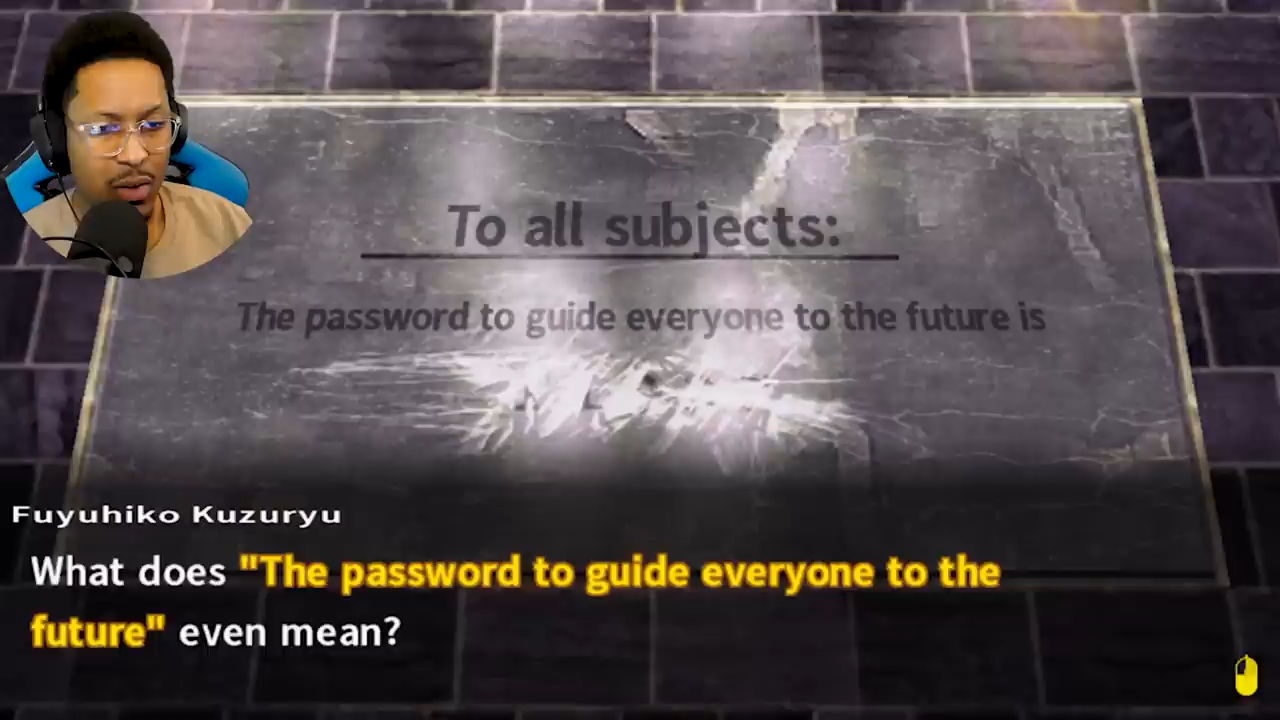 To all subjects:
The password to guide everyone to the future is
Fuyuhiko Kuzuryu
What does "The password to guide everyone to the
future" even mean?